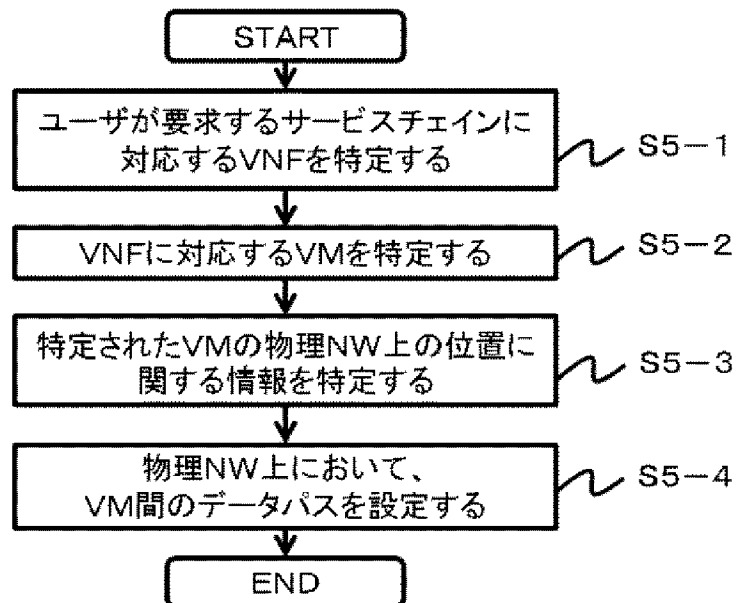 START
ユーザが要求するサービスチェインに
対応するVNFを特定する
S5-1
VNFに対応するVMを特定する
S5-2
特定されたVMの物理NW上の位置に
関する情報を特定する
S5-3
物理NW上において、
VM間のデータパスを設定する
S5-4
END